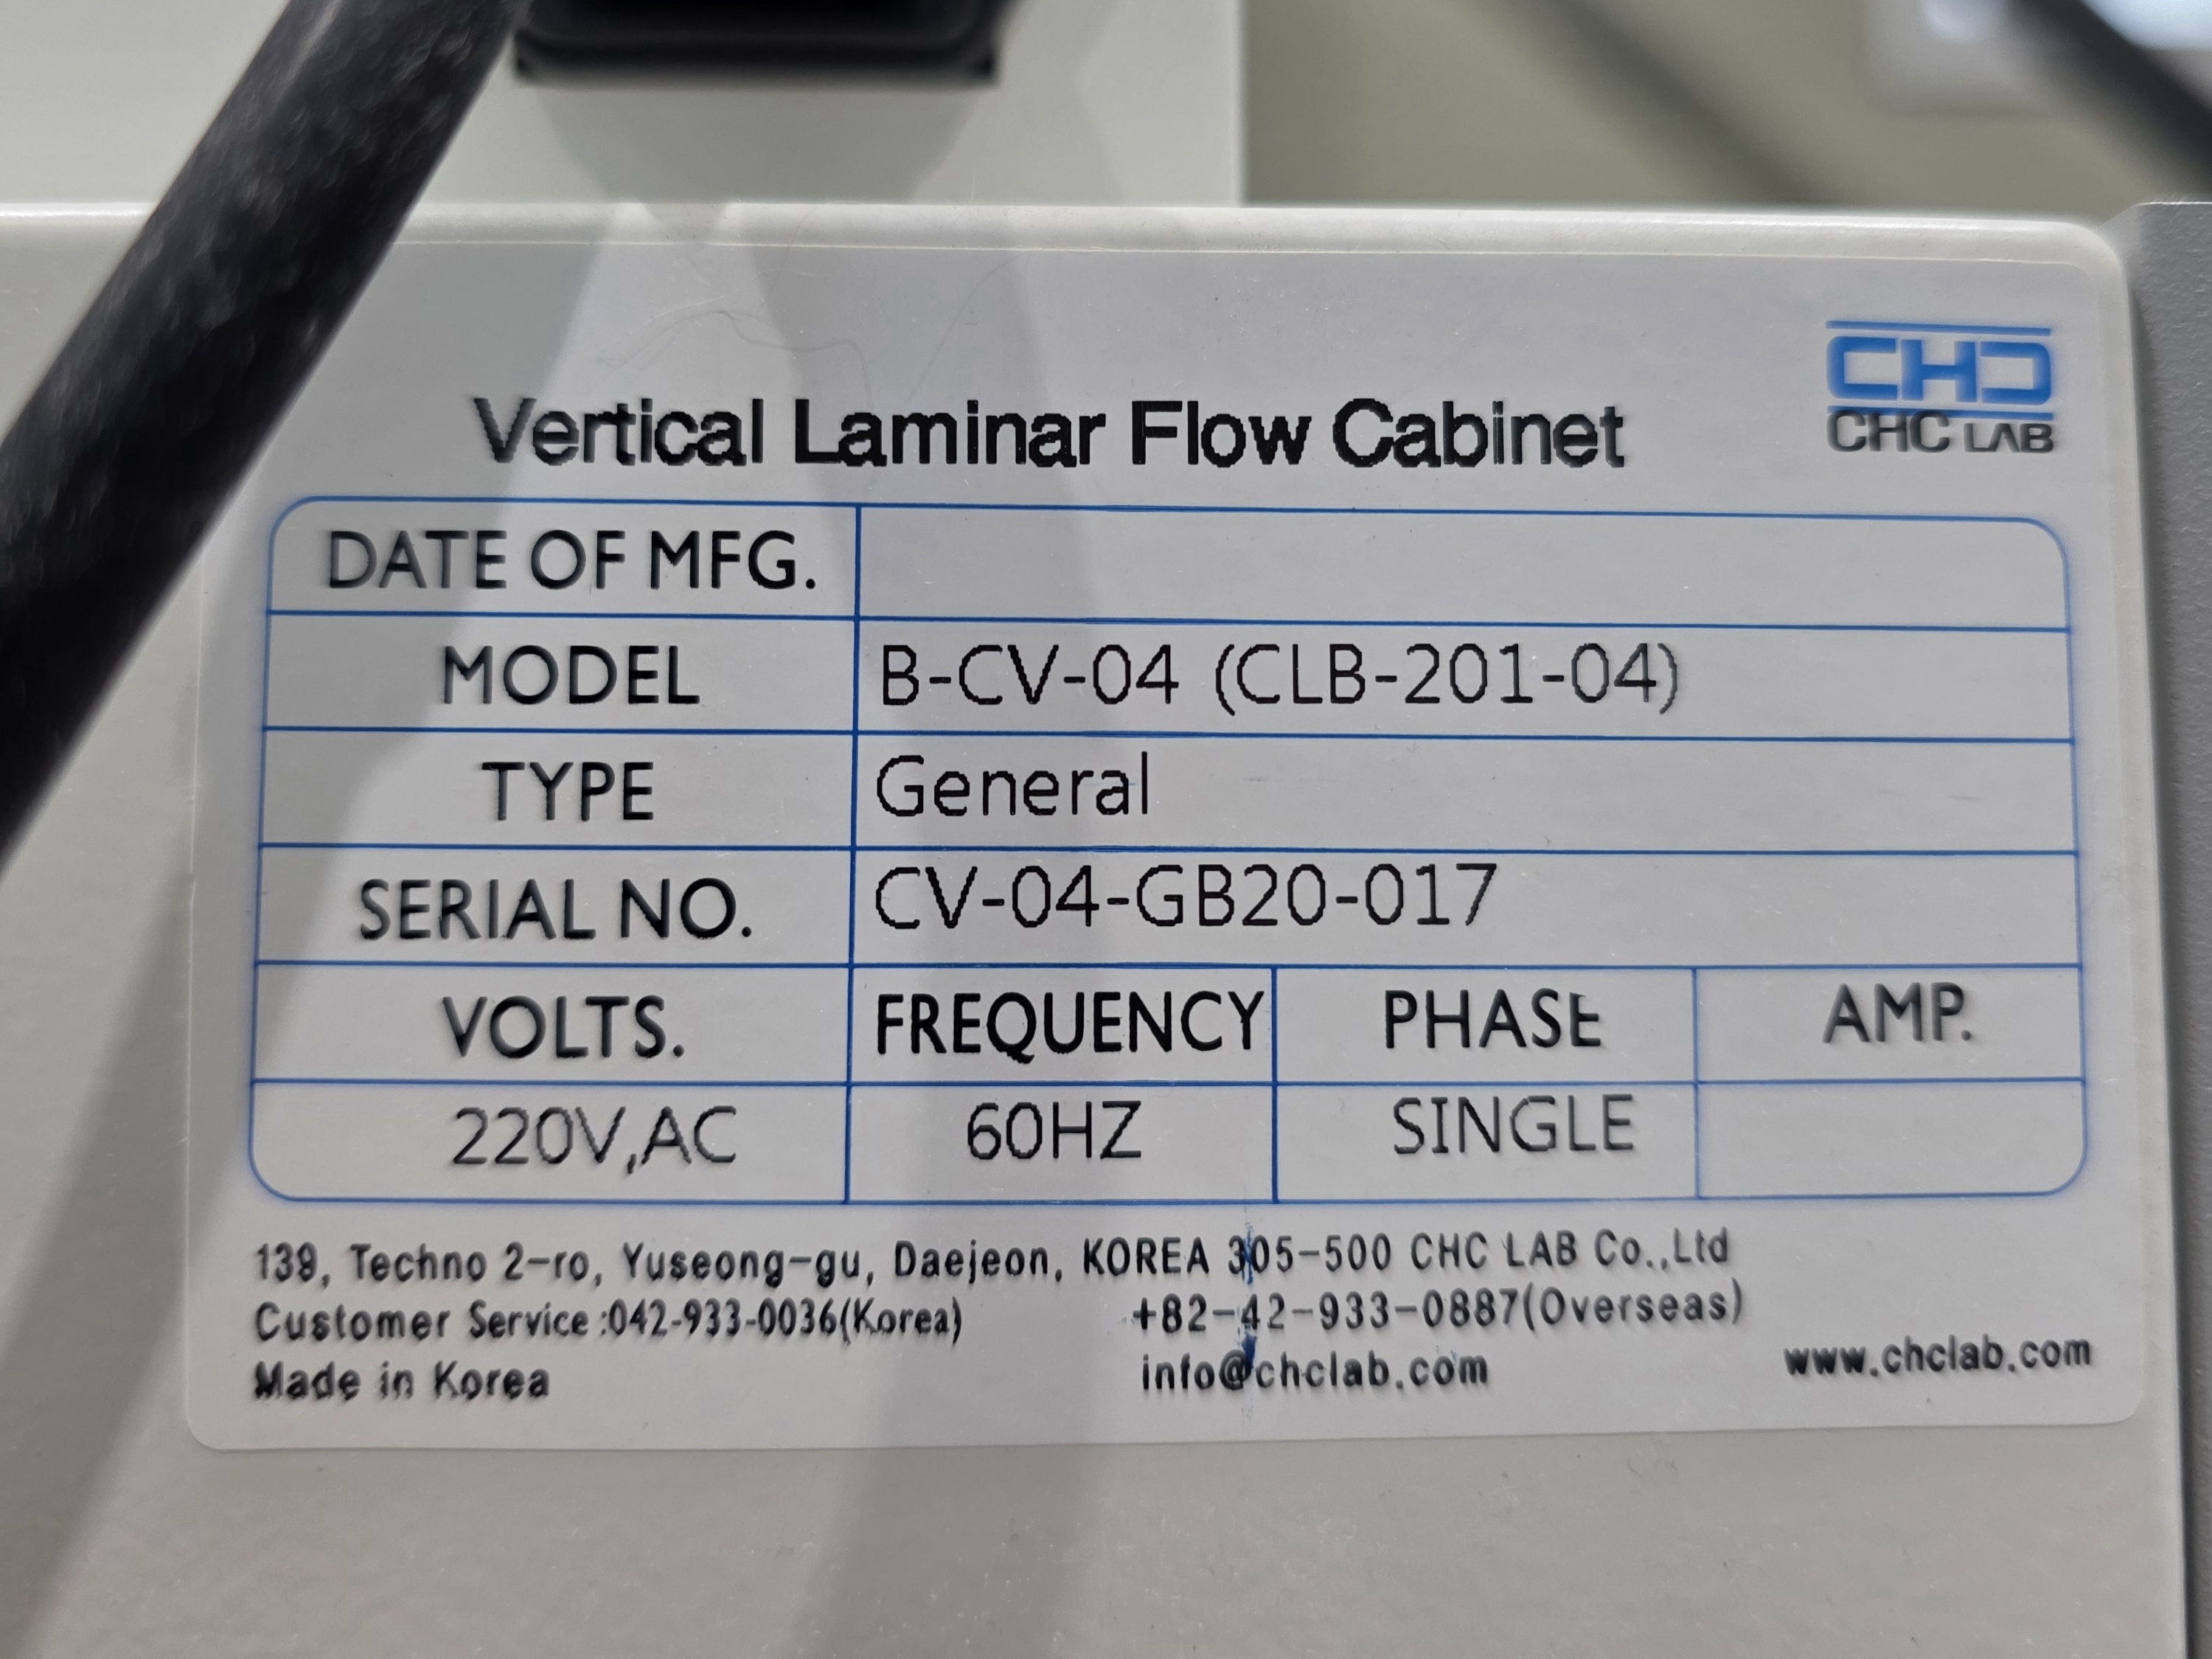 CHC
CHC LAB
Vertical Laminar Flow Cabinet
DATE OF MFG.
MODEL B-CV-04 (CLB-201-04)
TYPE General
SERIAL NO. CV-04-GB20-017
VOLTS. FREQUENCY PHASE AMP.
220V,AC 60HZ SINGLE
139, Techno 2-ro, Yuseong-gu, Daejeon, KOREA 305-500 CHC LAB Co.,Ltd
Customer Service :042-933-0036(Korea) +82-42-933-0887(Overseas)
Made in Korea info@chclab.com www.chclab.com